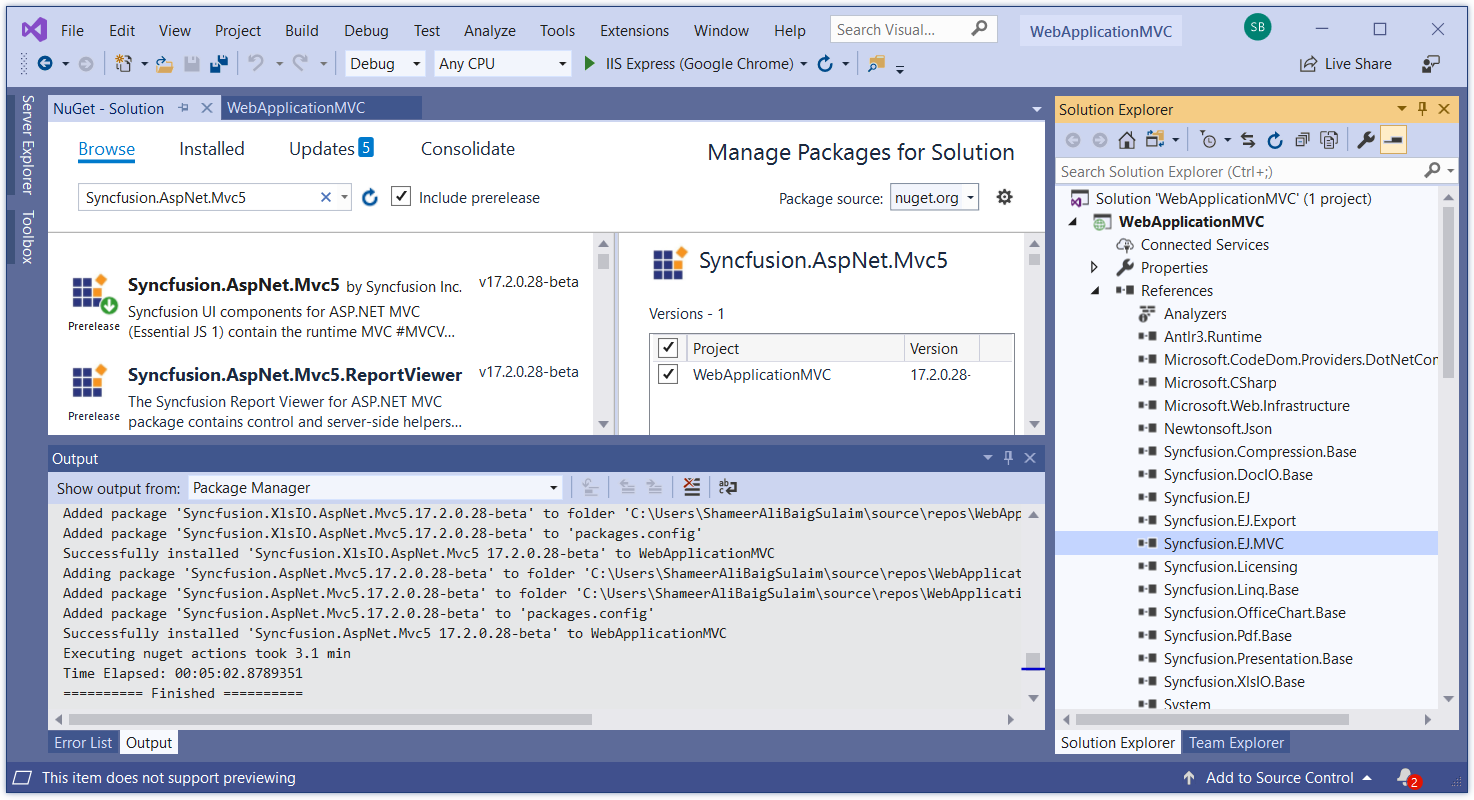 File Edit View Project Build Debug Test Analyze Tools Extensions Window Help Search Visual... WebApplicationMVC SB
Debug Any CPU IIS Express (Google Chrome) Live Share
Server Explorer
Toolbox
NuGet - Solution WebApplicationMVC
Browse Installed Updates 5 Consolidate Manage Packages for Solution
Syncfusion.AspNet.Mvc5 Include prerelease Package source: nuget.org
Syncfusion.AspNet.Mvc5 by Syncfusion Inc. v17.2.0.28-beta
Syncfusion UI components for ASP.NET MVC
(Essential JS 1) contain the runtime MVC #MVCV...
Prerelease
Syncfusion.AspNet.Mvc5.ReportViewer v17.2.0.28-beta
The Syncfusion Report Viewer for ASP.NET MVC
package contains control and server-side helpers...
Prerelease
Syncfusion.AspNet.Mvc5
Versions - 1
Project Version
WebApplicationMVC 17.2.0.28-
Output
Show output from: Package Manager
Added package 'Syncfusion.XlsIO.AspNet.Mvc5.17.2.0.28-beta' to folder 'C:\Users\ShameerAliBaigSulaim\source\repos\WebApp
Added package 'Syncfusion.XlsIO.AspNet.Mvc5.17.2.0.28-beta' to 'packages.config'
Successfully installed 'Syncfusion.XlsIO.AspNet.Mvc5 17.2.0.28-beta' to WebApplicationMVC
Adding package 'Syncfusion.AspNet.Mvc5.17.2.0.28-beta' to folder 'C:\Users\ShameerAliBaigSulaim\source\repos\WebApplicat
Added package 'Syncfusion.AspNet.Mvc5.17.2.0.28-beta' to folder 'C:\Users\ShameerAliBaigSulaim\source\repos\WebApplicati
Added package 'Syncfusion.AspNet.Mvc5.17.2.0.28-beta' to 'packages.config'
Successfully installed 'Syncfusion.AspNet.Mvc5 17.2.0.28-beta' to WebApplicationMVC
Executing nuget actions took 3.1 min
Time Elapsed: 00:05:02.8789351
========== Finished ==========
Error List Output
Solution Explorer
Search Solution Explorer (Ctrl+;)
Solution 'WebApplicationMVC' (1 project)
WebApplicationMVC
Connected Services
Properties
References
Analyzers
Antlr3.Runtime
Microsoft.CodeDom.Providers.DotNetCor
Microsoft.CSharp
Microsoft.Web.Infrastructure
Newtonsoft.Json
Syncfusion.Compression.Base
Syncfusion.DocIO.Base
Syncfusion.EJ
Syncfusion.EJ.Export
Syncfusion.EJ.MVC
Syncfusion.Licensing
Syncfusion.Linq.Base
Syncfusion.OfficeChart.Base
Syncfusion.Pdf.Base
Syncfusion.Presentation.Base
Syncfusion.XlsIO.Base
System
Solution Explorer Team Explorer
This item does not support previewing Add to Source Control 2